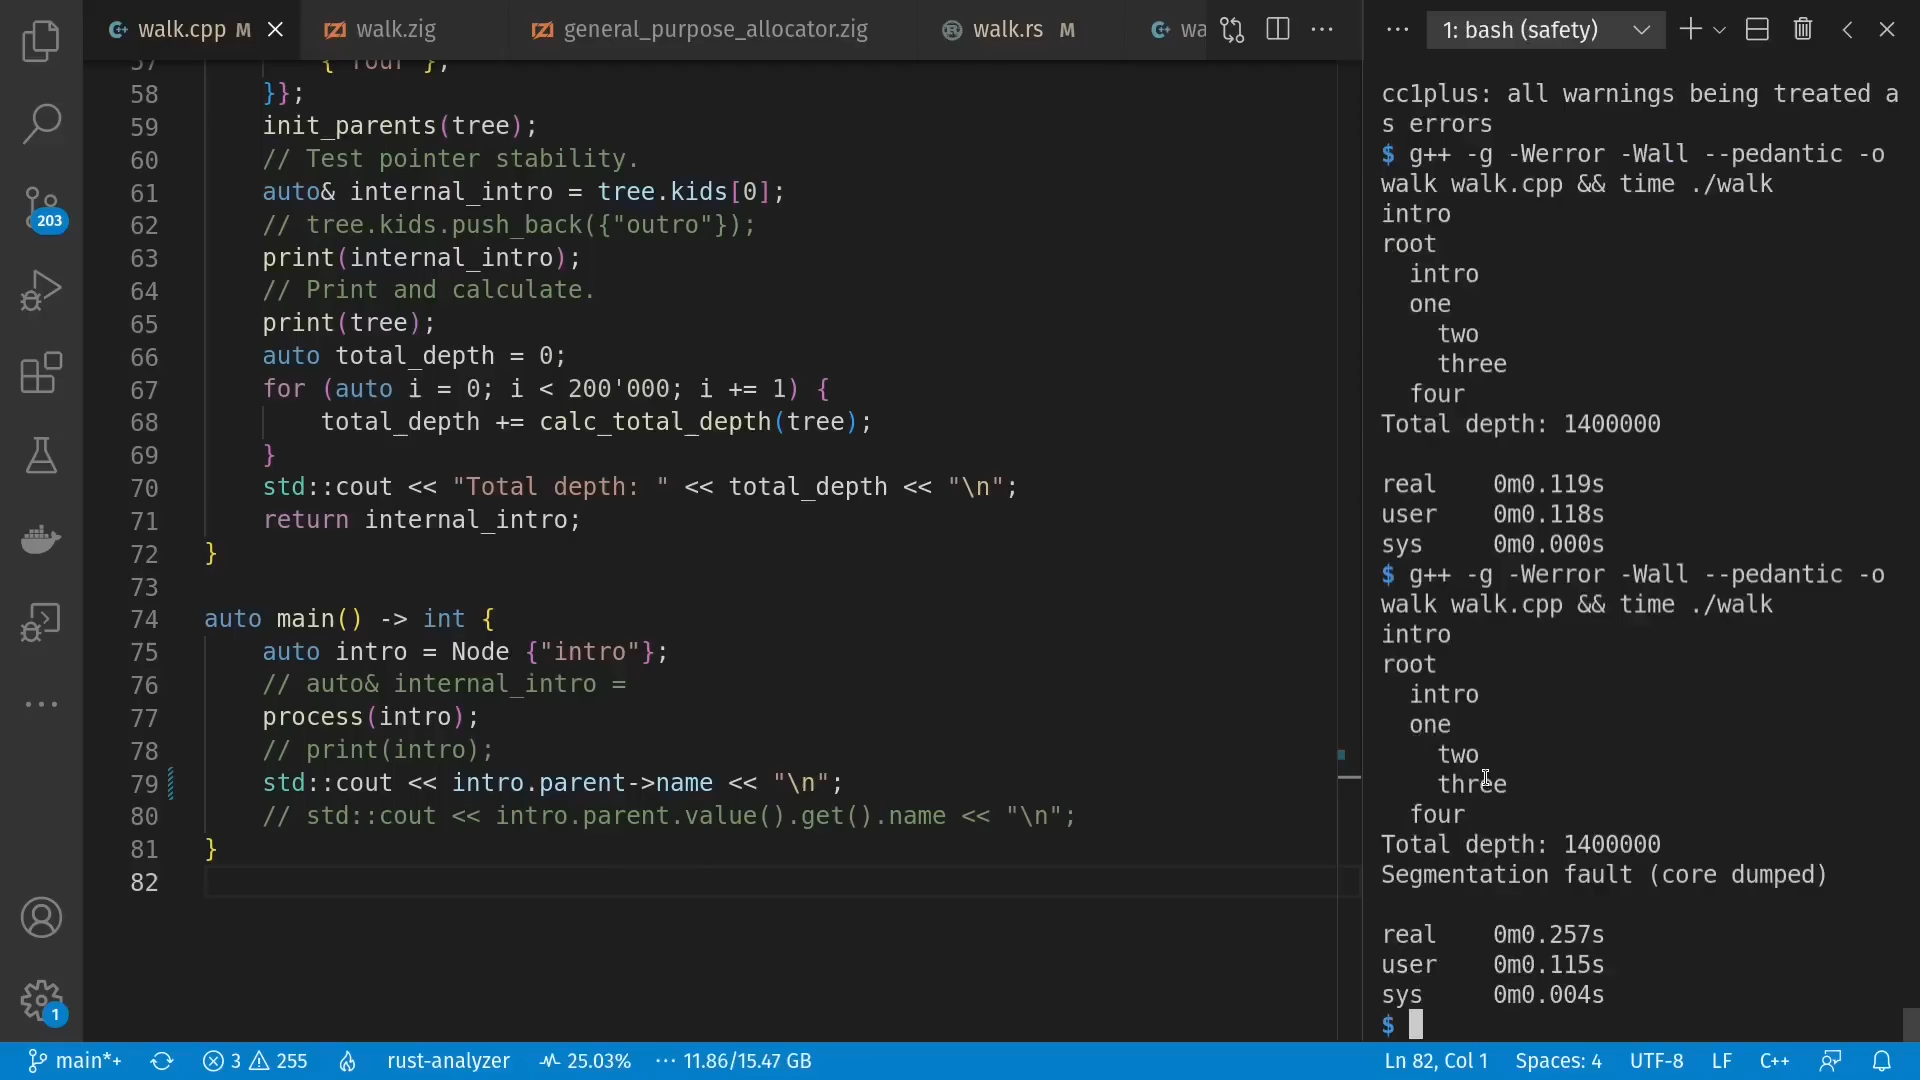 walk.cpp M
walk.zig
general_purpose_allocator.zig
walk.rs M
wa
1: bash (safety)
57 { "four" },
58 }};
59 init_parents(tree);
60 // Test pointer stability.
61 auto& internal_intro = tree.kids[0];
62 // tree.kids.push_back({"outro"});
63 print(internal_intro);
64 // Print and calculate.
65 print(tree);
66 auto total_depth = 0;
67 for (auto i = 0; i < 200'000; i += 1) {
68 total_depth += calc_total_depth(tree);
69 }
70 std::cout << "Total depth: " << total_depth << "\n";
71 return internal_intro;
72 }
73
74 auto main() -> int {
75 auto intro = Node {"intro"};
76 // auto& internal_intro =
77 process(intro);
78 // print(intro);
79 std::cout << intro.parent->name << "\n";
80 // std::cout << intro.parent.value().get().name << "\n";
81 }
82
cc1plus: all warnings being treated a
s errors
$ g++ -g -Werror -Wall --pedantic -o
walk walk.cpp && time ./walk
intro
root
intro
one
two
three
four
Total depth: 1400000
real 0m0.119s
user 0m0.118s
sys 0m0.000s
$ g++ -g -Werror -Wall --pedantic -o
walk walk.cpp && time ./walk
intro
root
intro
one
two
three
four
Total depth: 1400000
Segmentation fault (core dumped)
real 0m0.257s
user 0m0.115s
sys 0m0.004s
$
203
1
main*+
3
255
rust-analyzer
25.03%
11.86/15.47 GB
Ln 82, Col 1
Spaces: 4
UTF-8
LF
C++